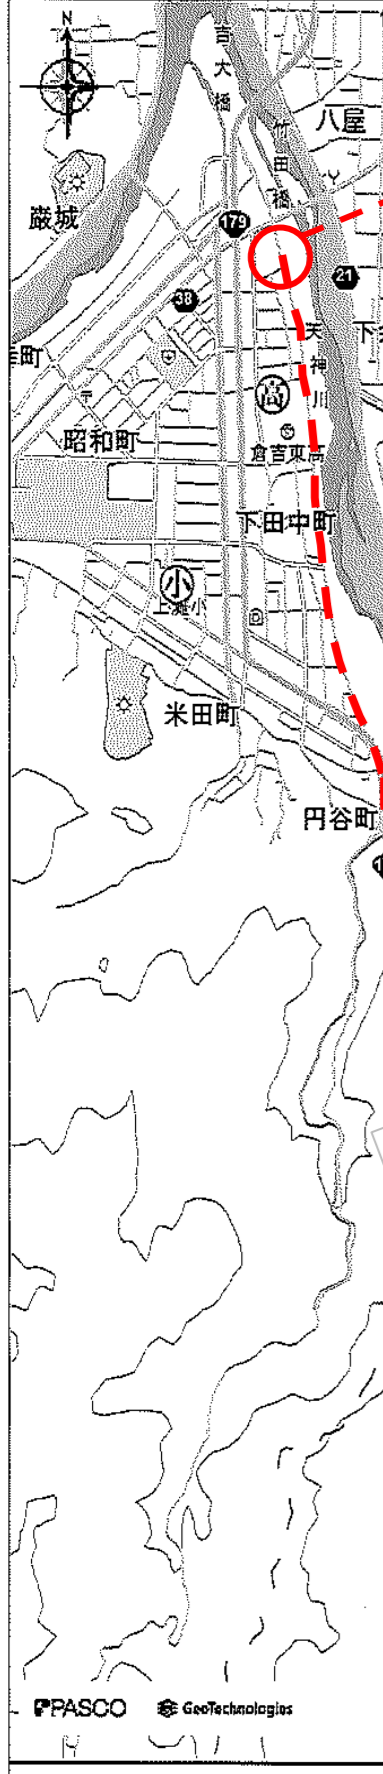 N
吉大橋
竹田橋
八屋
巌城
179
21
38
天神川
下
町
高
昭和町
倉吉東高
下田中町
小
上灘小
米田町
円谷町
PASCO
GeoTechnologies